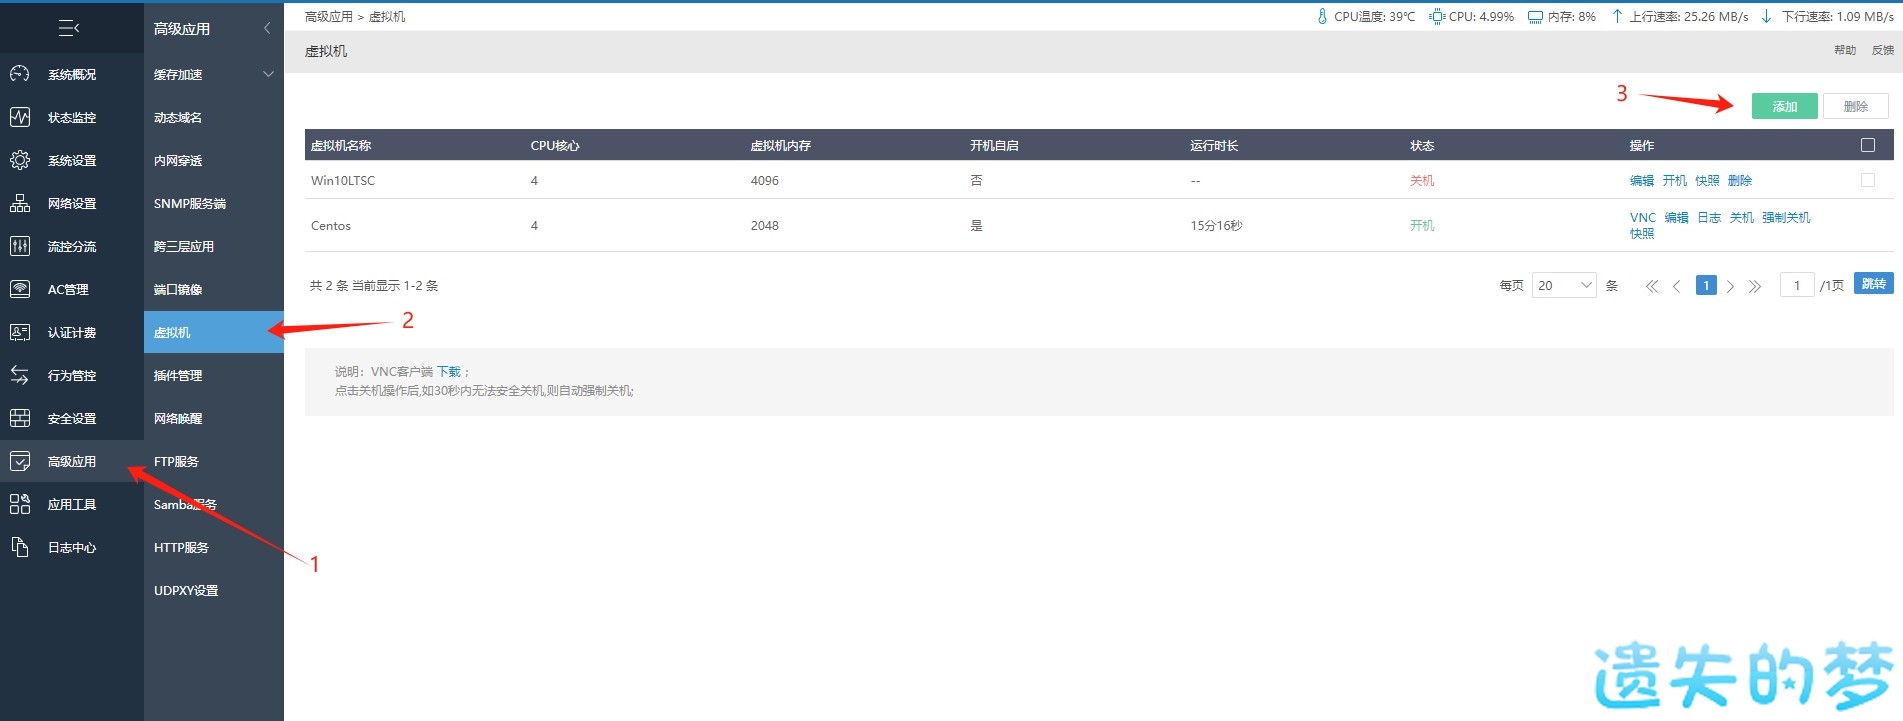 高级应用 > 虚拟机
CPU温度: 39℃ CPU: 4.99% 内存: 8% 上行速率: 25.26 MB/s 下行速率: 1.09 MB/s
高级应用
虚拟机
帮助 反馈
系统概况
状态监控
系统设置
网络设置
流控分流
AC管理
认证计费
行为管控
安全设置
高级应用
应用工具
日志中心
缓存加速
动态域名
内网穿透
SNMP服务端
跨三层应用
端口镜像
虚拟机
插件管理
网络唤醒
FTP服务
Samba服务
HTTP服务
UDPXY设置
1
2
3
添加 删除
虚拟机名称 CPU核心 虚拟机内存 开机自启 运行时长 状态 操作
Win10LTSC 4 4096 否 -- 关机 编辑 开机 快照 删除
Centos 4 2048 是 15分16秒 开机 VNC 编辑 日志 关机 强制关机
快照
共 2 条 当前显示 1-2 条
每页 20 条 1 1 /1页 跳转
说明：VNC客户端 下载 ；
点击关机操作后,如30秒内无法安全关机,则自动强制关机;
遗失的梦